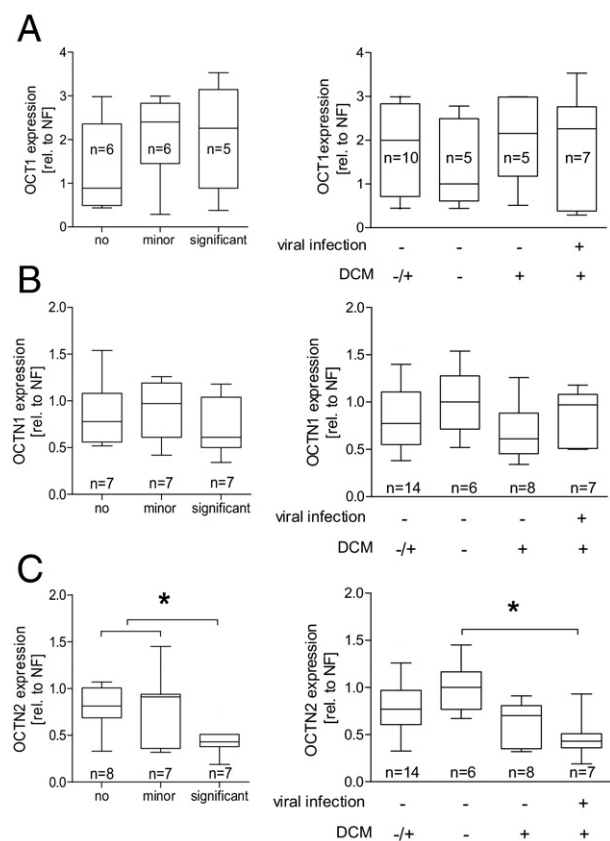 A
OCT1 expression
[rel. to NF]
4
3
2
1
0
n=6
n=6
n=5
no
minor
significant
OCT1expression
[rel. to NF]
4
3
2
1
0
n=10
n=5
n=5
n=7
viral infection - - - +
DCM -/+ - + +
B
OCTN1 expression
[rel. to NF]
2.0
1.5
1.0
0.5
0.0
n=7
n=7
n=7
no
minor
significant
OCTN1 expression
[rel. to NF]
2.0
1.5
1.0
0.5
0.0
n=14
n=6
n=8
n=7
viral infection - - - +
DCM -/+ - + +
C
OCTN2 expression
[rel. to NF]
2.0
1.5
1.0
0.5
0.0
*
n=8
n=7
n=7
no
minor
significant
OCTN2 expression
[rel. to NF]
2.0
1.5
1.0
0.5
0.0
*
n=14
n=6
n=8
n=7
viral infection - - - +
DCM -/+ - + +